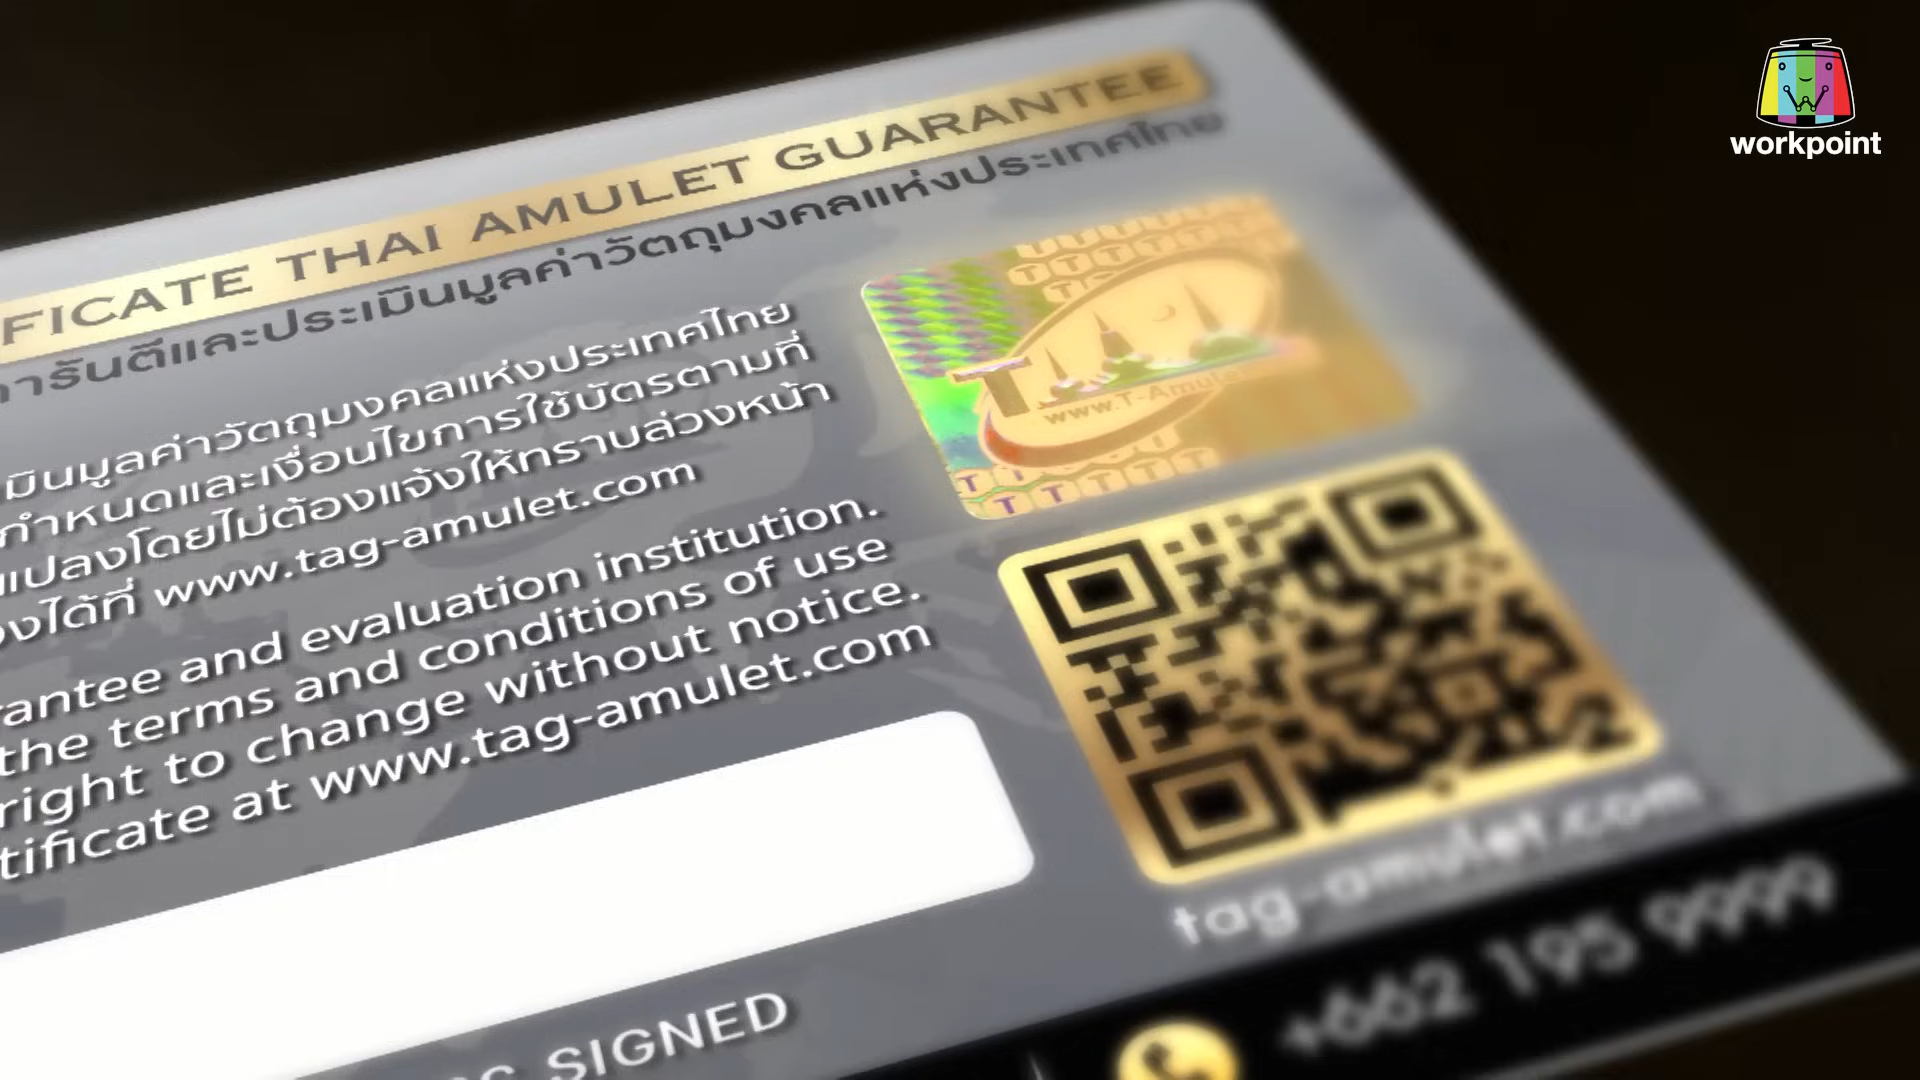 workpoint
FICATE THAI AMULET GUARANTEE
การันตีและประเมินมูลค่าวัตถุมงคลแห่งประเทศไทย
เมินมูลค่าวัตถุมงคลแห่งประเทศไทย
กำหนดและเงื่อนไขการใช้บัตรตามที่
แปลงโดยไม่ต้องแจ้งให้ทราบล่วงหน้า
ได้ที่ www.tag-amulet.com
rantee and evaluation institution.
the terms and conditions of use
right to change without notice.
tificate at www.tag-amulet.com
www.T-Amulet
tag-amulet.com
SIGNED
+662 195 9999